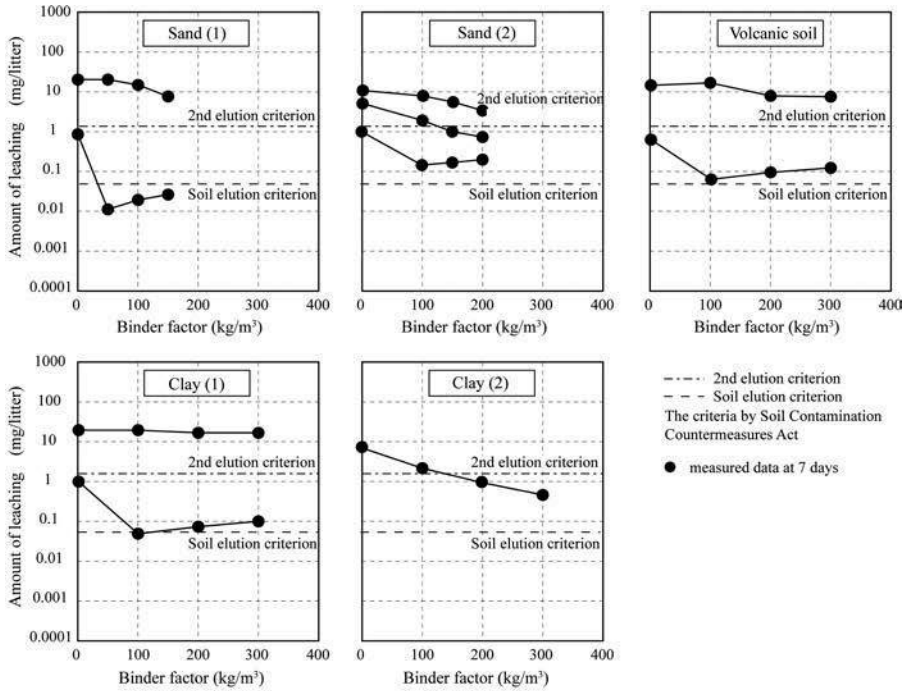 1000
100
10
1
0.1
0.01
0.001
0.0001
Amount of leaching (mg/litter)
Sand (1)
2nd elution criterion
Soil elution criterion
0 100 200 300 400
Binder factor (kg/m³)
Sand (2)
2nd elution criterion
Soil elution criterion
0 100 200 300 400
Binder factor (kg/m³)
Volcanic soil
2nd elution criterion
Soil elution criterion
0 100 200 300 400
Binder factor (kg/m³)
1000
100
10
1
0.1
0.01
0.001
0.0001
Amount of leaching (mg/litter)
Clay (1)
2nd elution criterion
Soil elution criterion
0 100 200 300 400
Binder factor (kg/m³)
Clay (2)
2nd elution criterion
Soil elution criterion
0 100 200 300 400
Binder factor (kg/m³)
2nd elution criterion
Soil elution criterion
The criteria by Soil Contamination
Countermeasures Act
measured data at 7 days